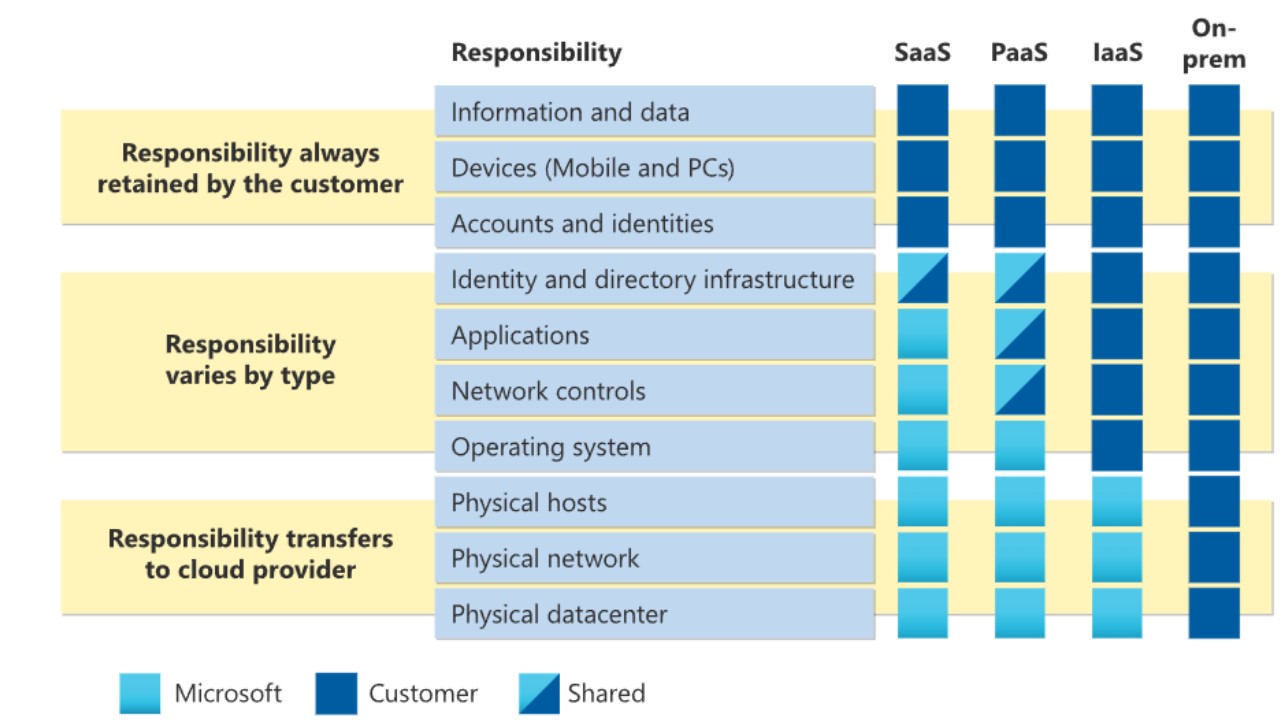 Responsibility
SaaS
PaaS
IaaS
On-
prem
Responsibility always
retained by the customer
Information and data
Devices (Mobile and PCs)
Accounts and identities
Responsibility
varies by type
Identity and directory infrastructure
Applications
Network controls
Operating system
Responsibility transfers
to cloud provider
Physical hosts
Physical network
Physical datacenter
Microsoft
Customer
Shared